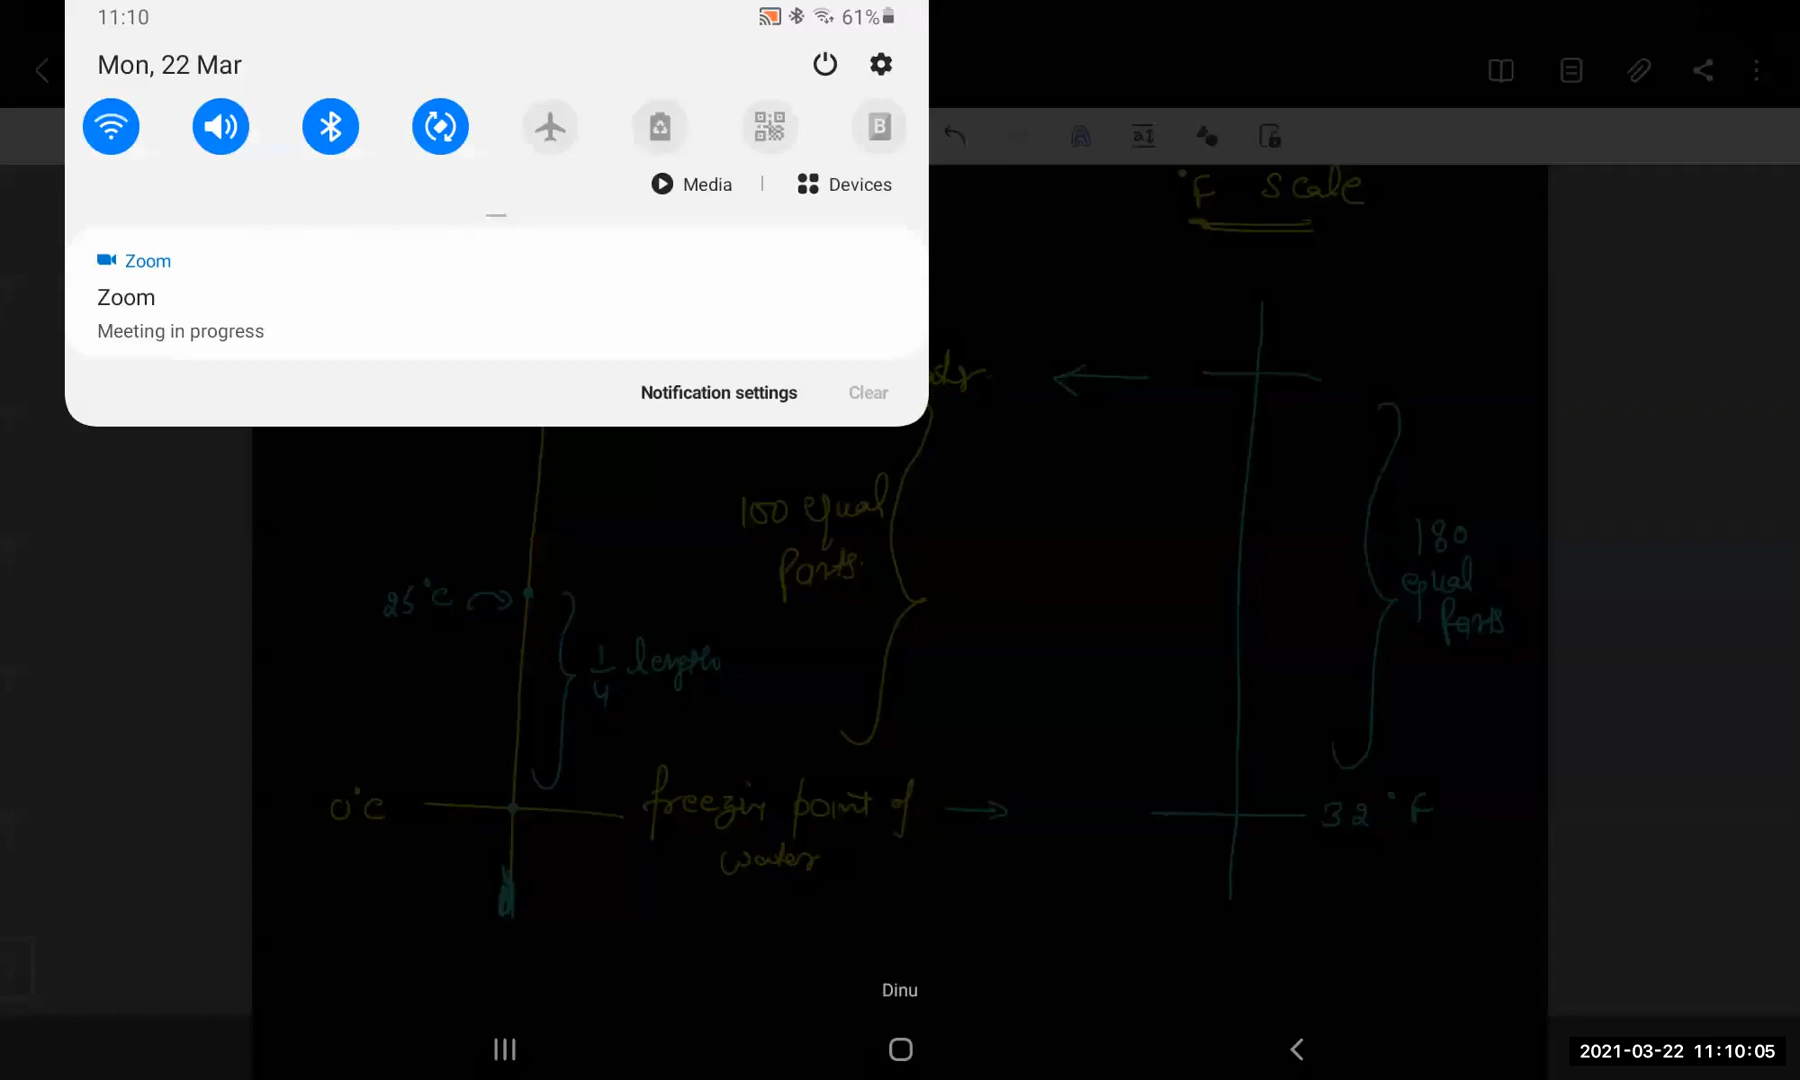 11:10
61%
Mon, 22 Mar
B
Media | Devices
Zoom
Zoom
Meeting in progress
Notification settings Clear
a1
°F Scale
100 equal
parts.
180
equal
parts
25°C
1/4 length
0°C
freezin point of
water
32°F
Dinu
2021-03-22 11:10:05